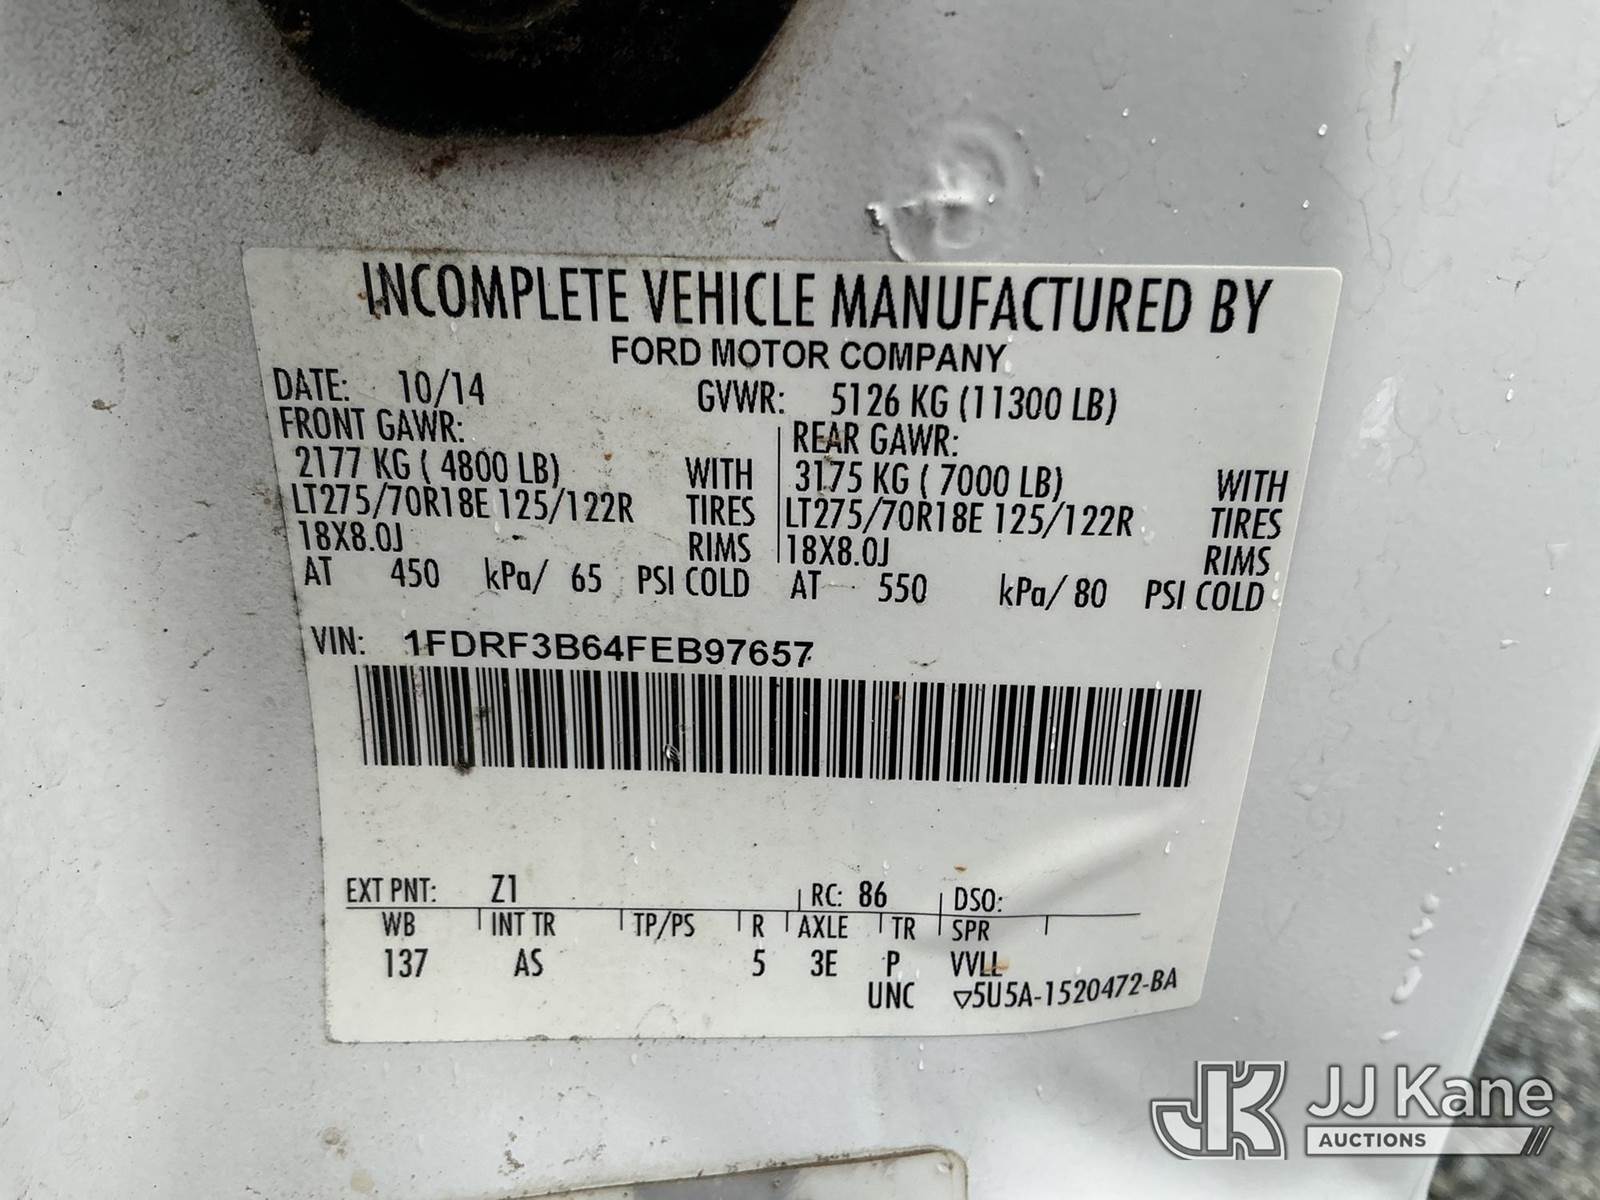 INCOMPLETE VEHICLE MANUFACTURED BY
FORD MOTOR COMPANY
DATE: 10/14 GVWR: 5126 KG (11300 LB)
FRONT GAWR: REAR GAWR:
2177 KG ( 4800 LB) WITH 3175 KG ( 7000 LB) WITH
LT275/70R18E 125/122R TIRES LT275/70R18E 125/122R TIRES
18X8.0J RIMS 18X8.0J RIMS
AT 450 kPa/ 65 PSI COLD AT 550 kPa/ 80 PSI COLD
VIN: 1FDRF3B64FEB97657
EXT PNT: Z1 RC: 86 DSO:
WB INT TR TP/PS R AXLE TR SPR
137 AS 5 3E P VVLL
UNC ▽5U5A-1520472-BA
JK JJ Kane
AUCTIONS